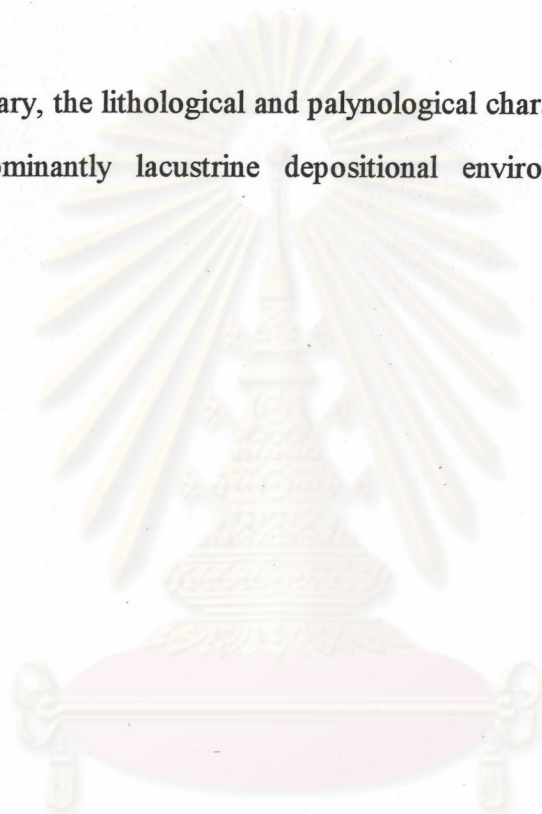 ary, the lithological and palynological char
ominantly lacustrine depositional enviro